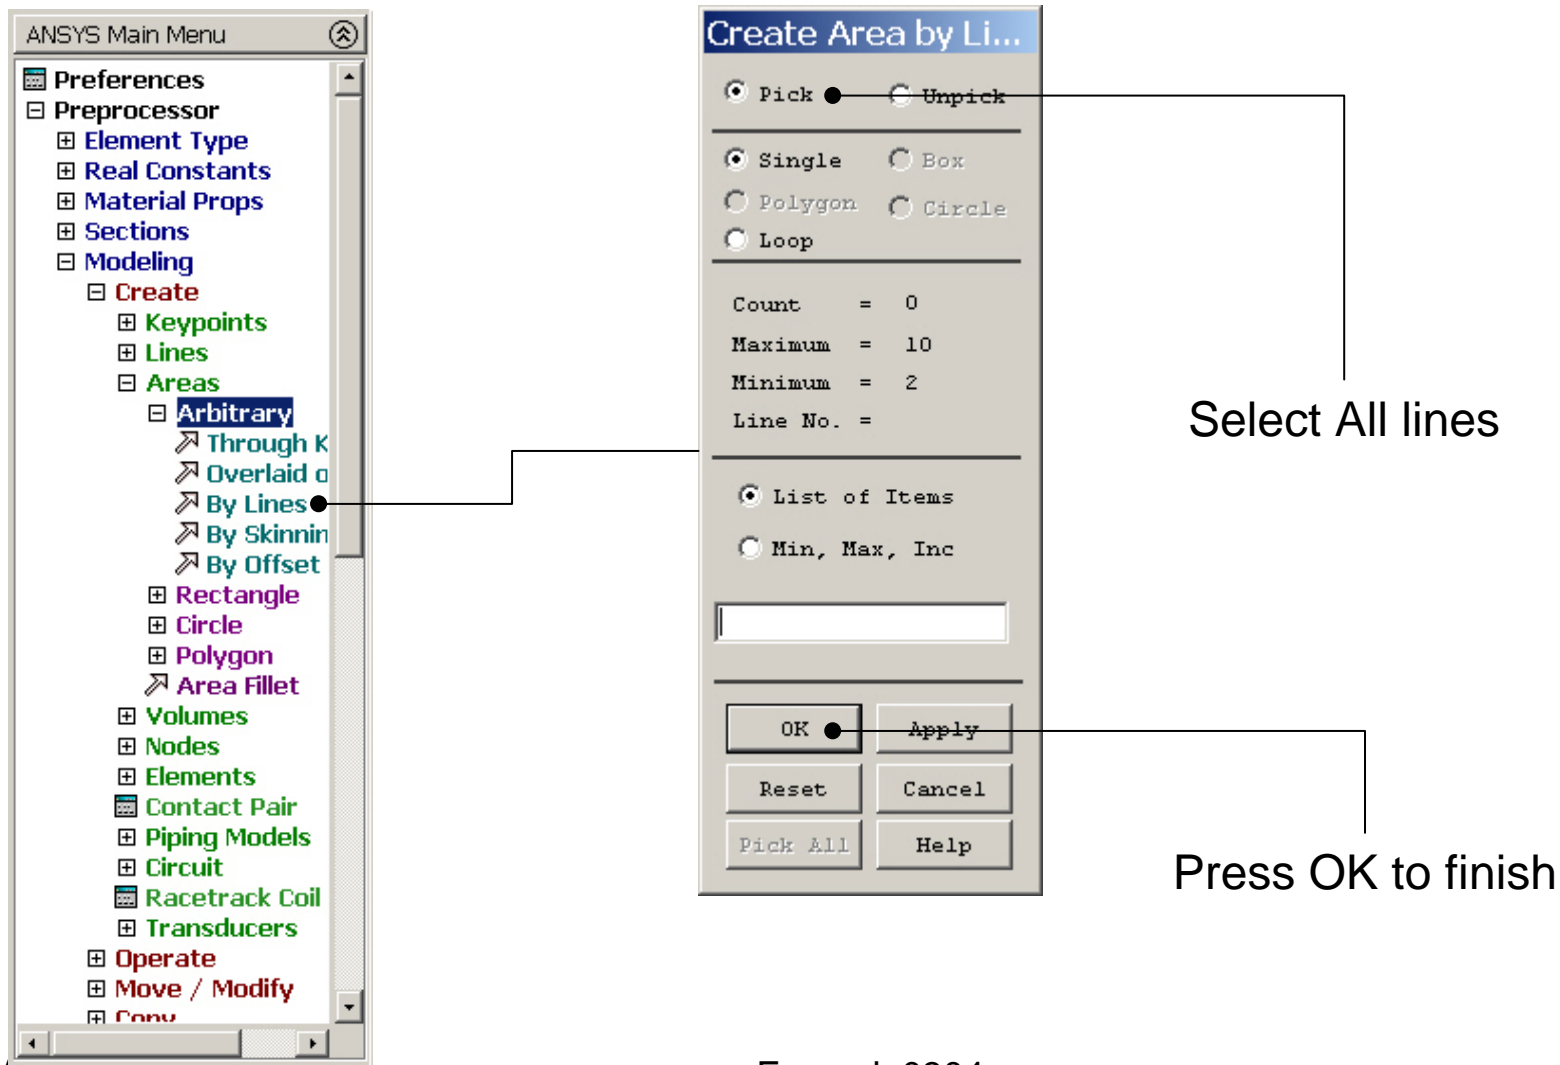 ANSYS Main Menu
Preferences
Preprocessor
Element Type
Real Constants
Material Props
Sections
Modeling
Create
Keypoints
Lines
Areas
Arbitrary
Through K
Overlaid o
By Lines
By Skinnin
By Offset
Rectangle
Circle
Polygon
Area Fillet
Volumes
Nodes
Elements
Contact Pair
Piping Models
Circuit
Racetrack Coil
Transducers
Operate
Move / Modify
Copy
Create Area by Li...
Pick Unpick
Single Box
Polygon Circle
Loop
Count = 0
Maximum = 10
Minimum = 2
Line No. =
List of Items
Min, Max, Inc
OK Apply
Reset Cancel
Pick All Help
Select All lines
Press OK to finish